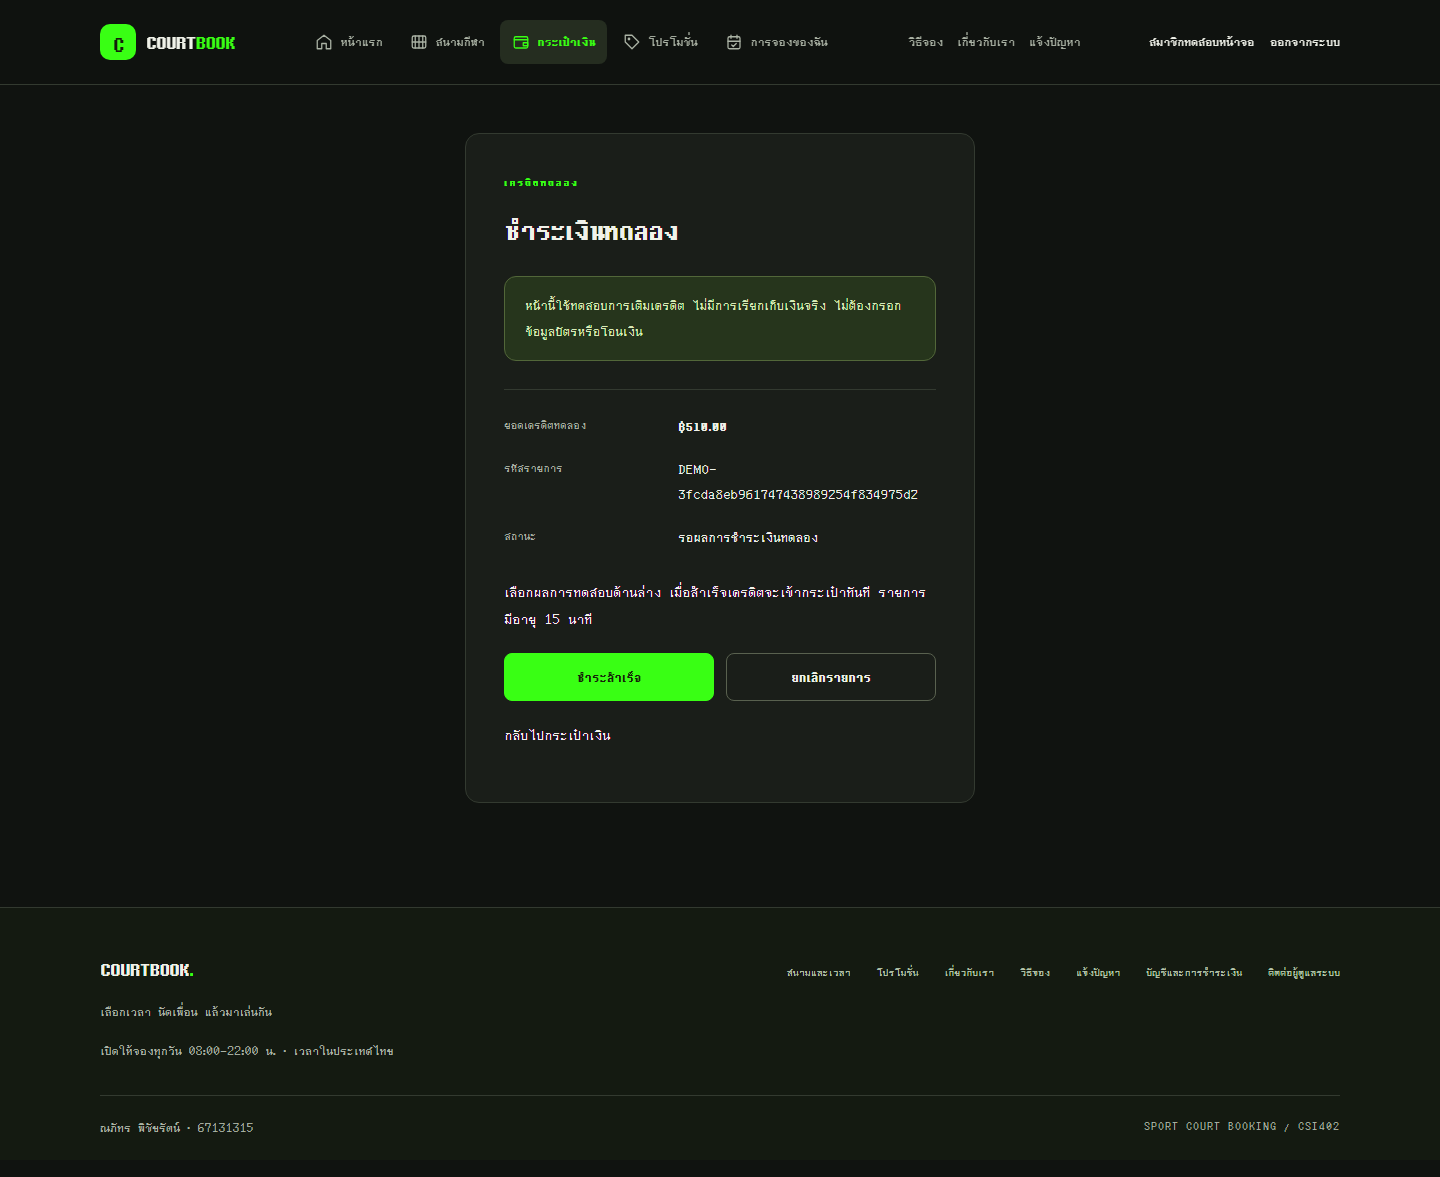 C COURTBOOK หน้าแรก สนามกีฬา กระเป๋าเงิน โปรโมชั่น การจองของฉัน วิธีจอง เกี่ยวกับเรา แจ้งปัญหา สมาชิกทดสอบหน้าจอ ออกจากระบบ
เครดิตทดลอง
ชำระเงินทดลอง
หน้านี้ใช้ทดสอบการเติมเครดิต ไม่มีการเรียกเก็บเงินจริง ไม่ต้องกรอก
ข้อมูลบัตรหรือโอนเงิน
ยอดเครดิตทดลอง ฿510.00
รหัสรายการ DEMO-
3fcda8eb961747438989254f834975d2
สถานะ รอผลการชำระเงินทดลอง
เลือกผลการทดสอบด้านล่าง เมื่อสำเร็จเครดิตจะเข้ากระเป๋าทันที รายการ
มีอายุ 15 นาที
ชำระสำเร็จ ยกเลิกรายการ
กลับไปกระเป๋าเงิน
COURTBOOK. สนามและเวลา โปรโมชั่น เกี่ยวกับเรา วิธีจอง แจ้งปัญหา บัญชีและการชำระเงิน ติดต่อผู้ดูแลระบบ
เลือกเวลา นัดเพื่อน แล้วมาเล่นกัน
เปิดให้จองทุกวัน 08:00–22:00 น. · เวลาในประเทศไทย
ณภัทร พิชัยรัตน์ · 67131315 SPORT COURT BOOKING / CSI402